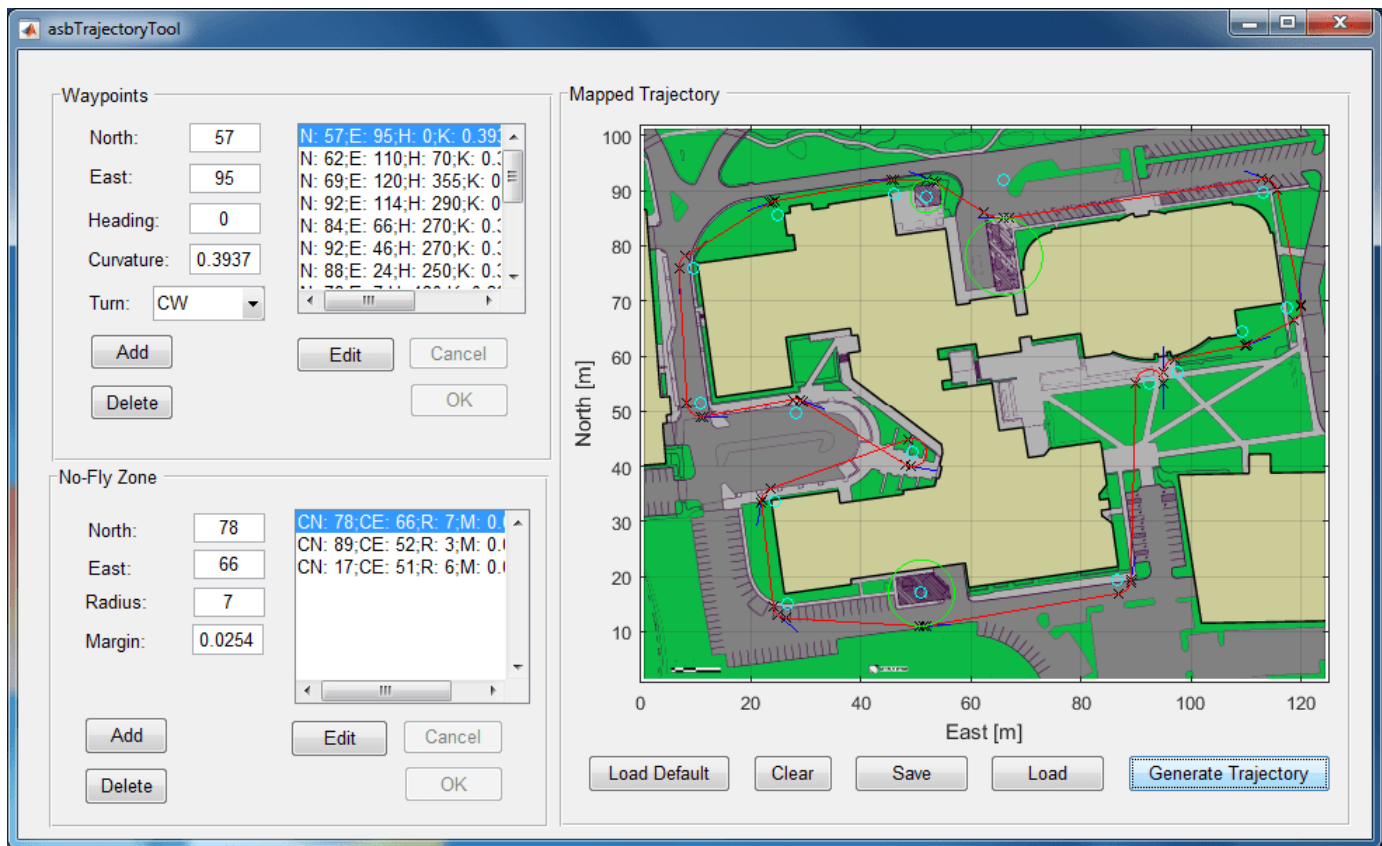 asbTrajectoryTool
Waypoints
North:
57
East:
95
Heading:
0
Curvature:
0.3937
Turn:
CW
Add
Delete
N: 57;E: 95;H: 0;K: 0.393
N: 62;E: 110;H: 70;K: 0.3
N: 69;E: 120;H: 355;K: 0
N: 92;E: 114;H: 290;K: 0
N: 84;E: 66;H: 270;K: 0.3
N: 92;E: 46;H: 270;K: 0.3
N: 88;E: 24;H: 250;K: 0.3
Edit
Cancel
OK
No-Fly Zone
North:
78
East:
66
Radius:
7
Margin:
0.0254
Add
Delete
CN: 78;CE: 66;R: 7;M: 0.0
CN: 89;CE: 52;R: 3;M: 0.0
CN: 17;CE: 51;R: 6;M: 0.0
Edit
Cancel
OK
Mapped Trajectory
North [m]
100
90
80
70
60
50
40
30
20
10
0
20
40
60
80
100
120
East [m]
Load Default
Clear
Save
Load
Generate Trajectory